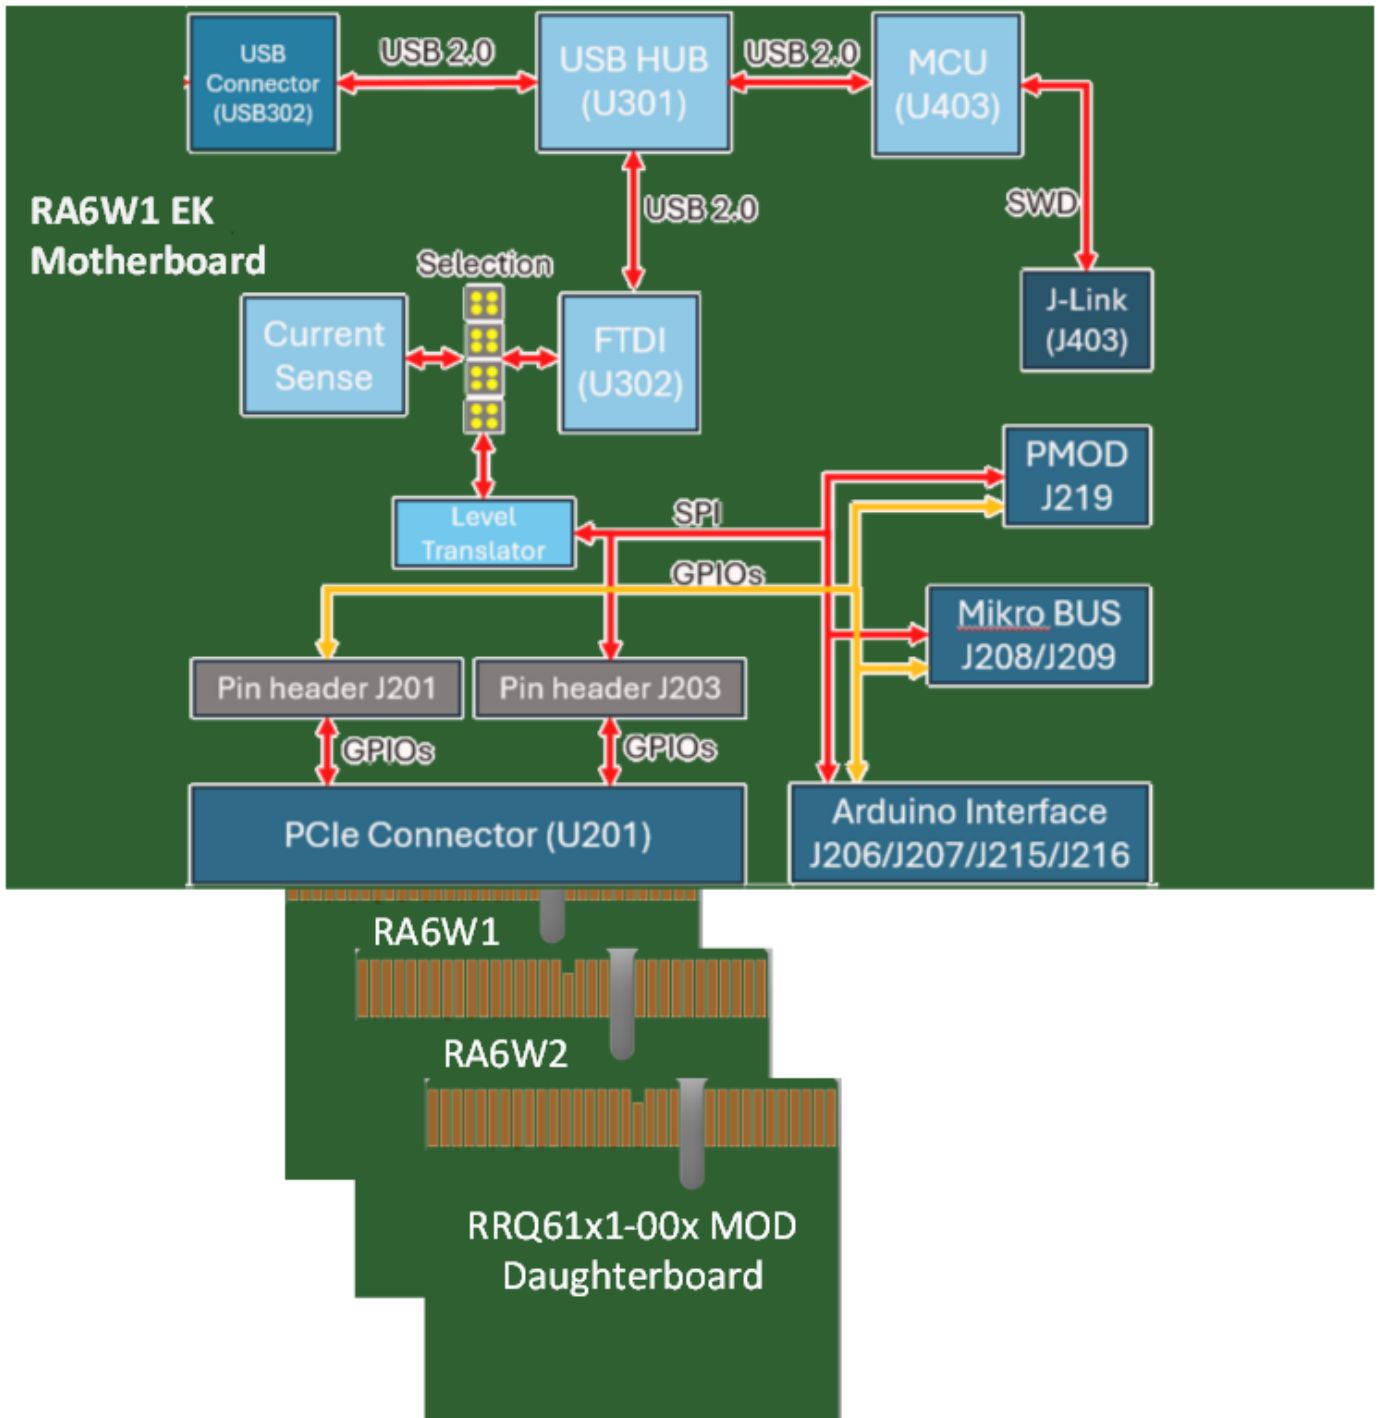 USB
Connector
(USB302)
USB 2.0
USB HUB
(U301)
USB 2.0
MCU
(U403)
SWD
USB 2.0
RA6W1 EK
Motherboard
Selection
Current
Sense
FTDI
(U302)
J-Link
(J403)
PMOD
J219
Level
Translator
SPI
GPIOs
Mikro BUS
J208/J209
Pin header J201
Pin header J203
GPIOs
GPIOs
PCIe Connector (U201)
Arduino Interface
J206/J207/J215/J216
RA6W1
RA6W2
RRQ61x1-00x MOD
Daughterboard